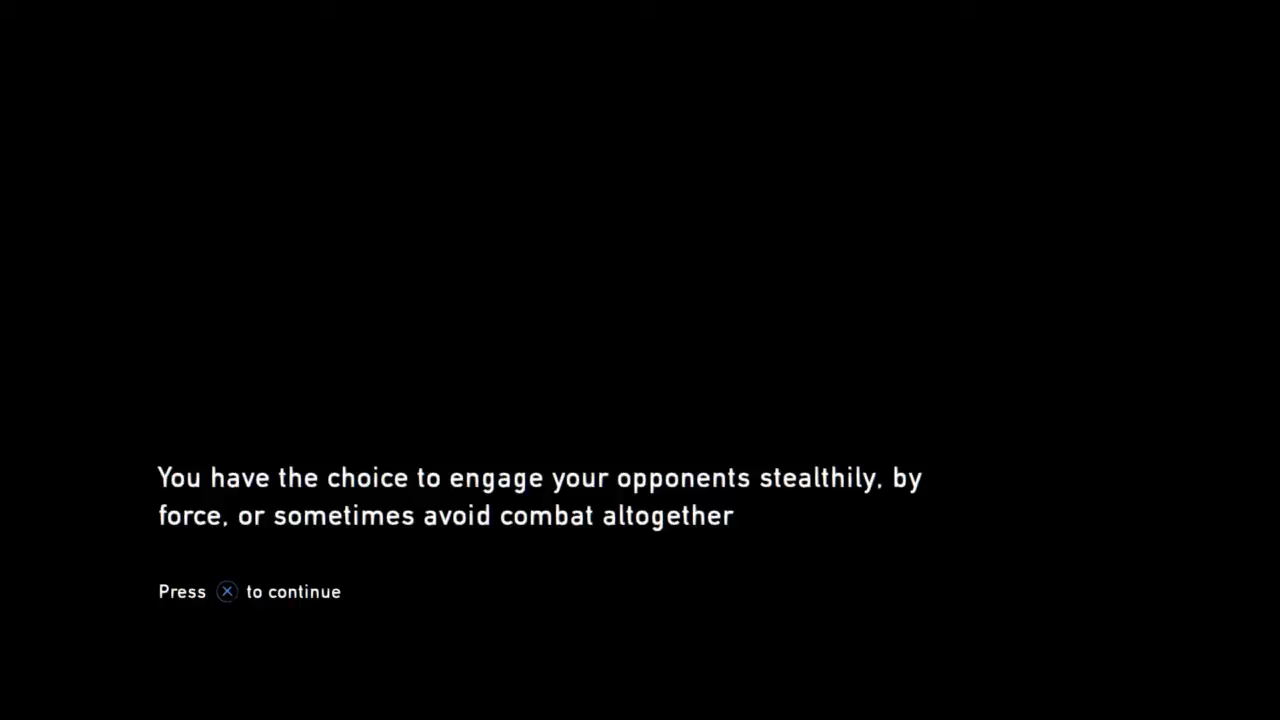 You have the choice to engage your opponents stealthily, by
force, or sometimes avoid combat altogether
Press ⓧ to continue